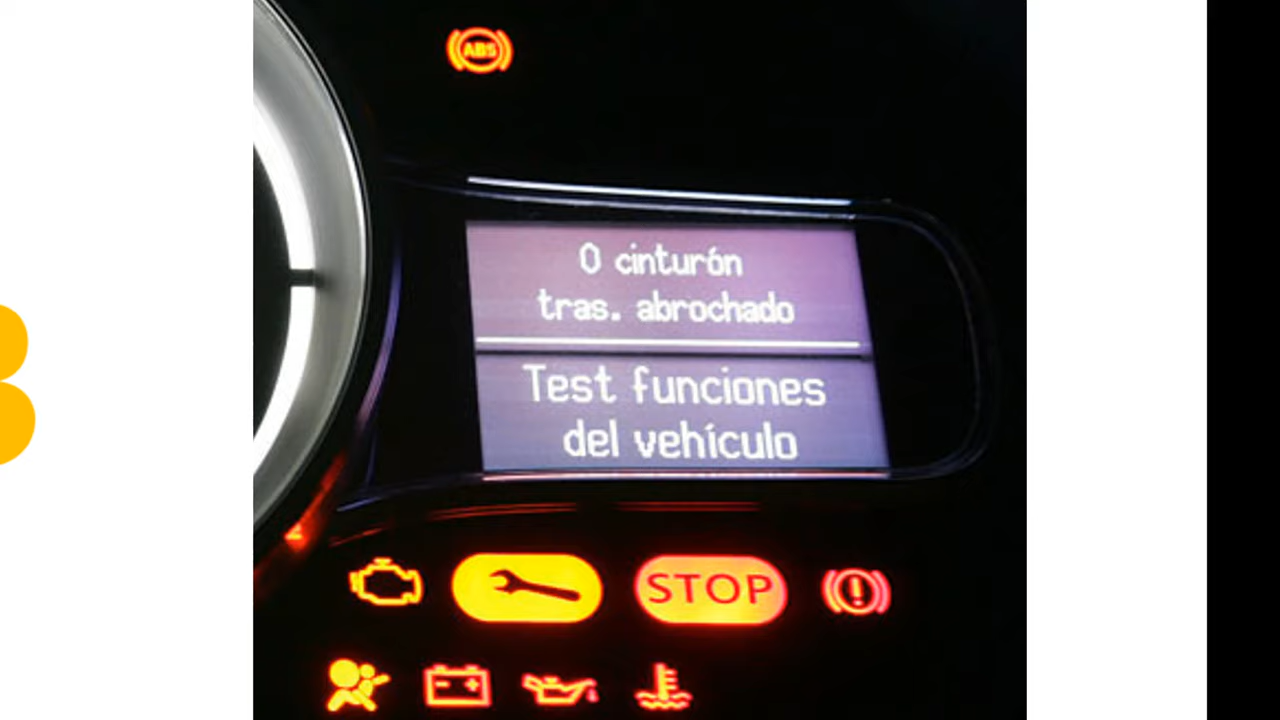 ABS
0 cinturón
tras. abrochado
Test funciones
del vehículo
STOP